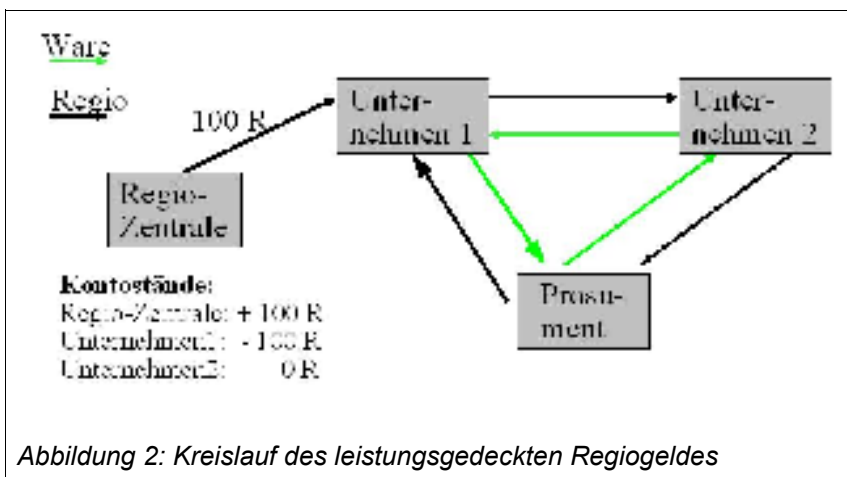 Ware
Regio
100 R
Unter-
nehmen 1
Unter-
nehmen 2
Regio-
Zentrale
Prosu-
ment
Kontostände:
Regio-Zentrale: + 100 R
Unternehmen1: - 100 R
Unternehmen2: 0 R
Abbildung 2: Kreislauf des leistungsgedeckten Regiogeldes